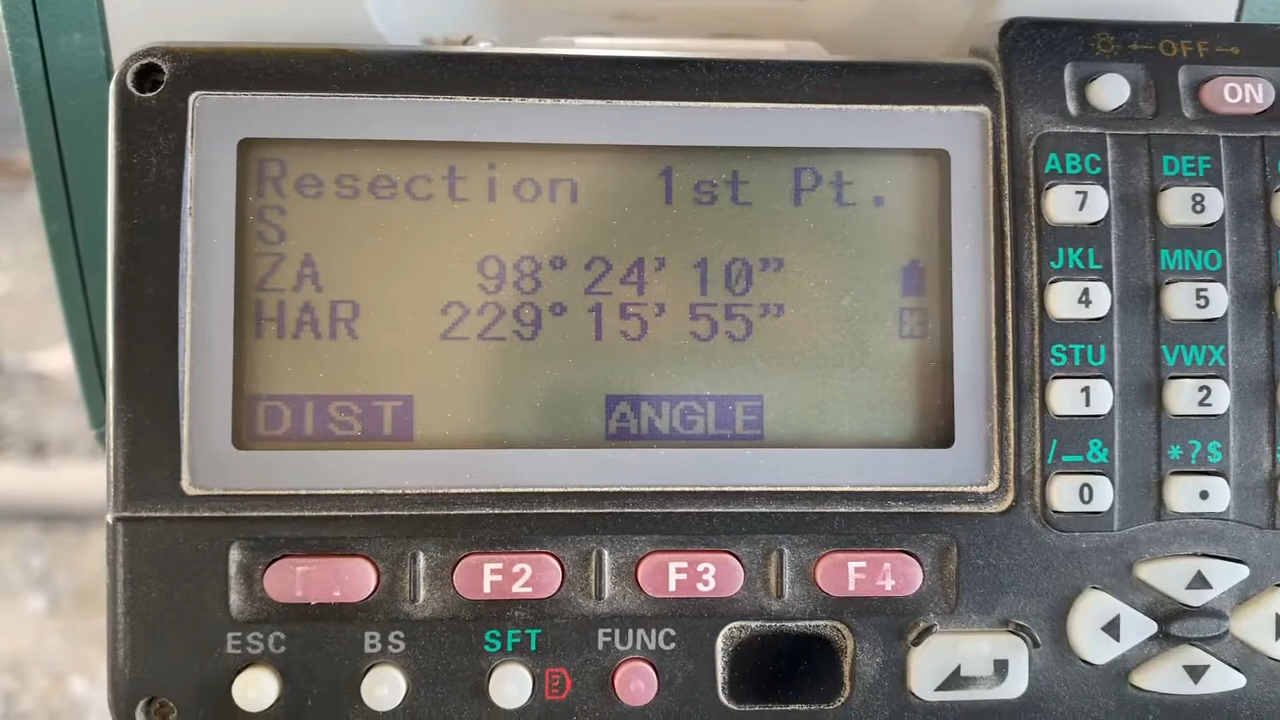 Resection 1st Pt.
S
ZA 98° 24' 10"
HAR 229° 15' 55"
DIST ANGLE
OFF
ON
ABC DEF
7 8
JKL MNO
4 5
STU VWX
1 2
/_& *?$
0 .
F2 F3 F4
ESC BS SFT FUNC